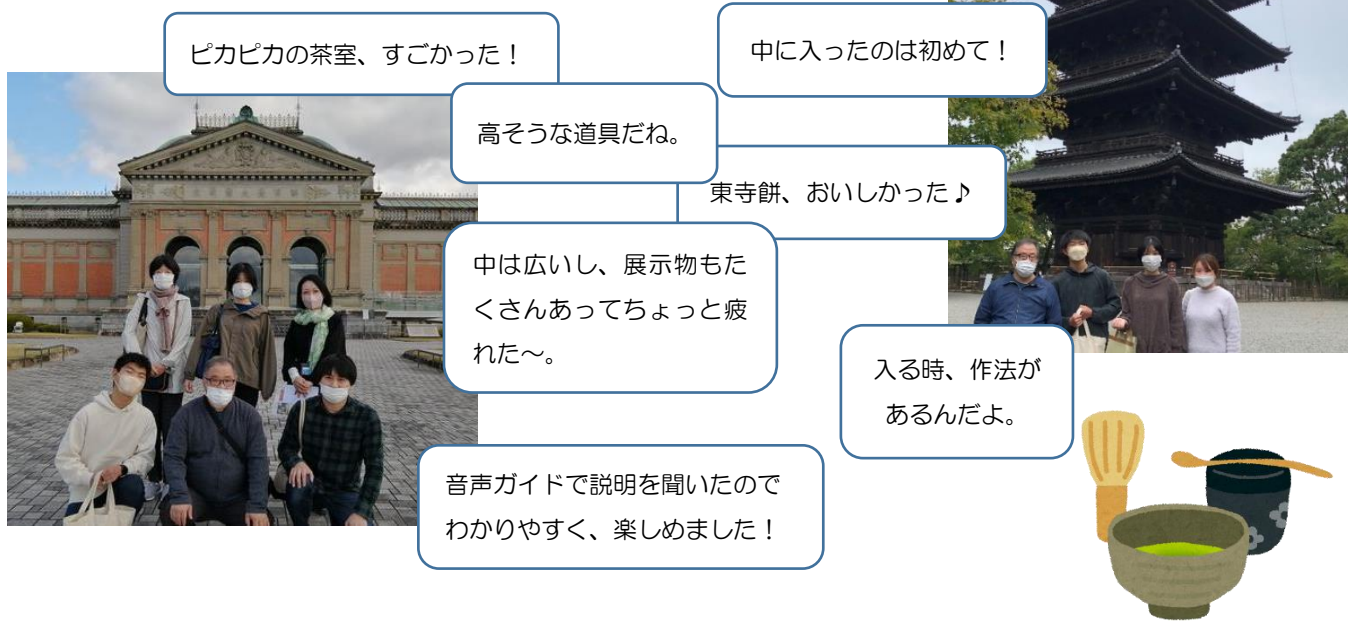 ピカピカの茶室、すごかった！
中に入ったのは初めて！
高そうな道具だね。
東寺餅、おいしかった♪
中は広いし、展示物もた
くさんあってちょっと疲
れた～。
入る時、作法が
あるんだよ。
音声ガイドで説明を聞いたので
わかりやすく、楽しめました！